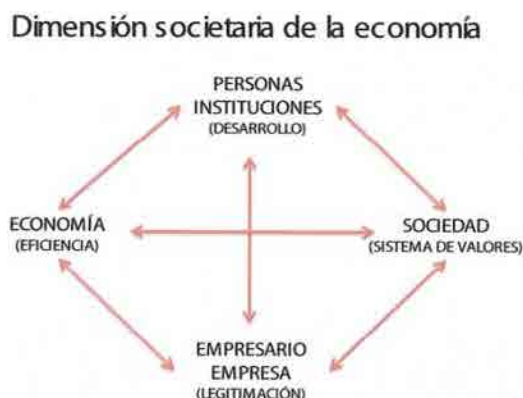 Dimensión societaria de la economía
PERSONAS
INSTITUCIONES
(DESARROLLO)
ECONOMÍA
(EFICIENCIA)
SOCIEDAD
(SISTEMA DE VALORES)
EMPRESARIO
EMPRESA
(LEGITIMACIÓN)